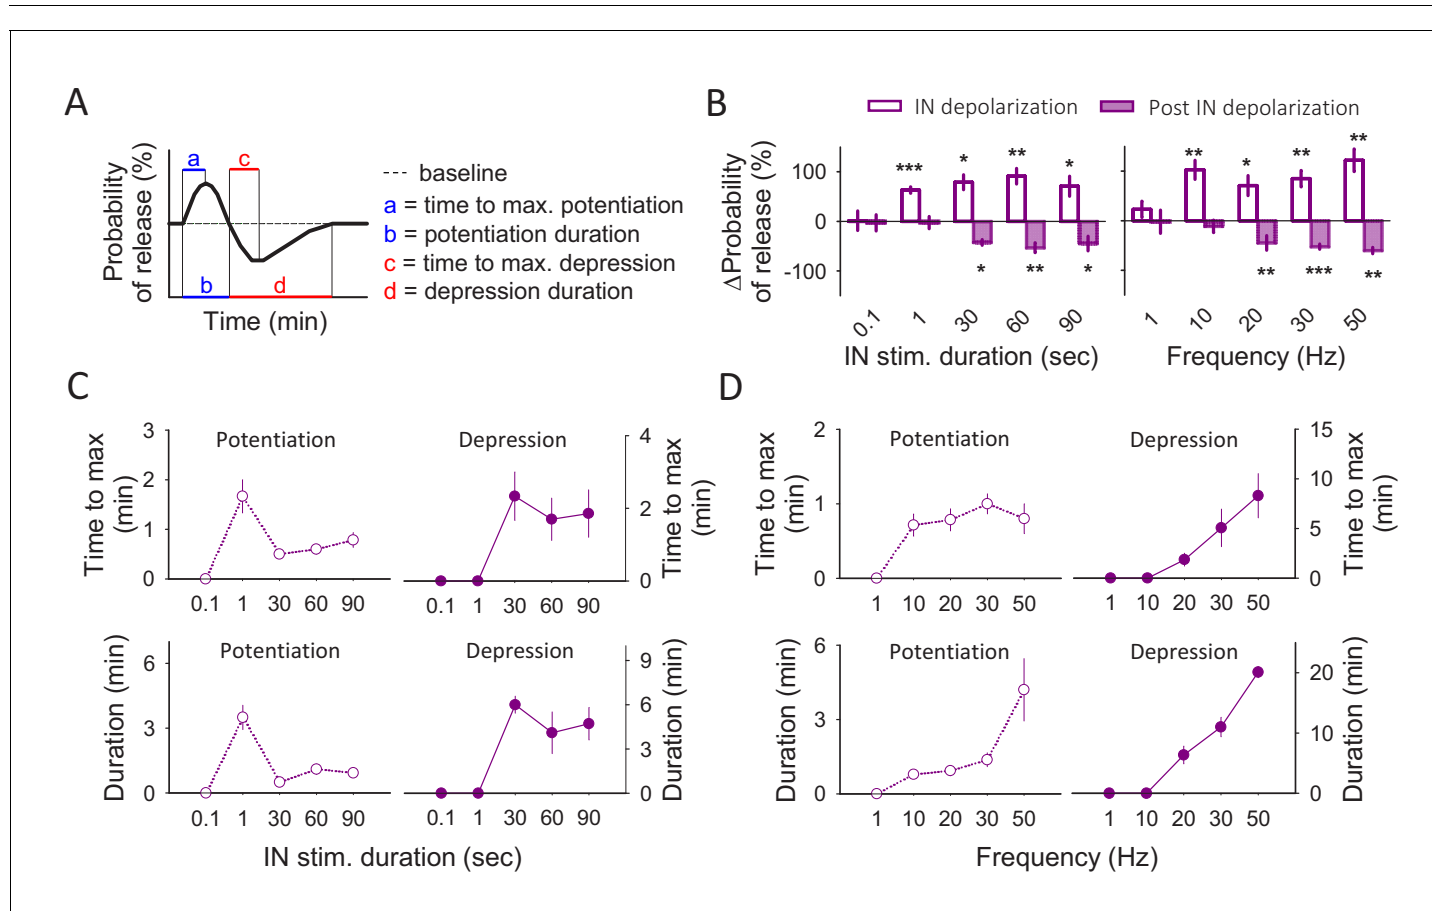 A
Probability
of release (%)
a
c
b
d
Time (min)
--- baseline
a = time to max. potentiation
b = potentiation duration
c = time to max. depression
d = depression duration
B
IN depolarization
Post IN depolarization
ΔProbability
of release (%)
100
0
-100
*** * ** *
* ** *
0.1 1 30 60 90
IN stim. duration (sec)
** * ** **
** *** **
1 10 20 30 50
Frequency (Hz)
C
Time to max
(min)
3
2
1
0
Potentiation
0.1 1 30 60 90
Depression
4
2
0
Time to max
(min)
0.1 1 30 60 90
Duration (min)
6
3
0
Potentiation
0.1 1 30 60 90
Depression
9
6
3
0
Duration (min)
0.1 1 30 60 90
IN stim. duration (sec)
D
Time to max
(min)
2
1
0
Potentiation
1 10 20 30 50
Depression
15
10
5
0
Time to max
(min)
1 10 20 30 50
Duration (min)
6
3
0
Potentiation
1 10 20 30 50
Depression
20
10
0
Duration (min)
1 10 20 30 50
Frequency (Hz)